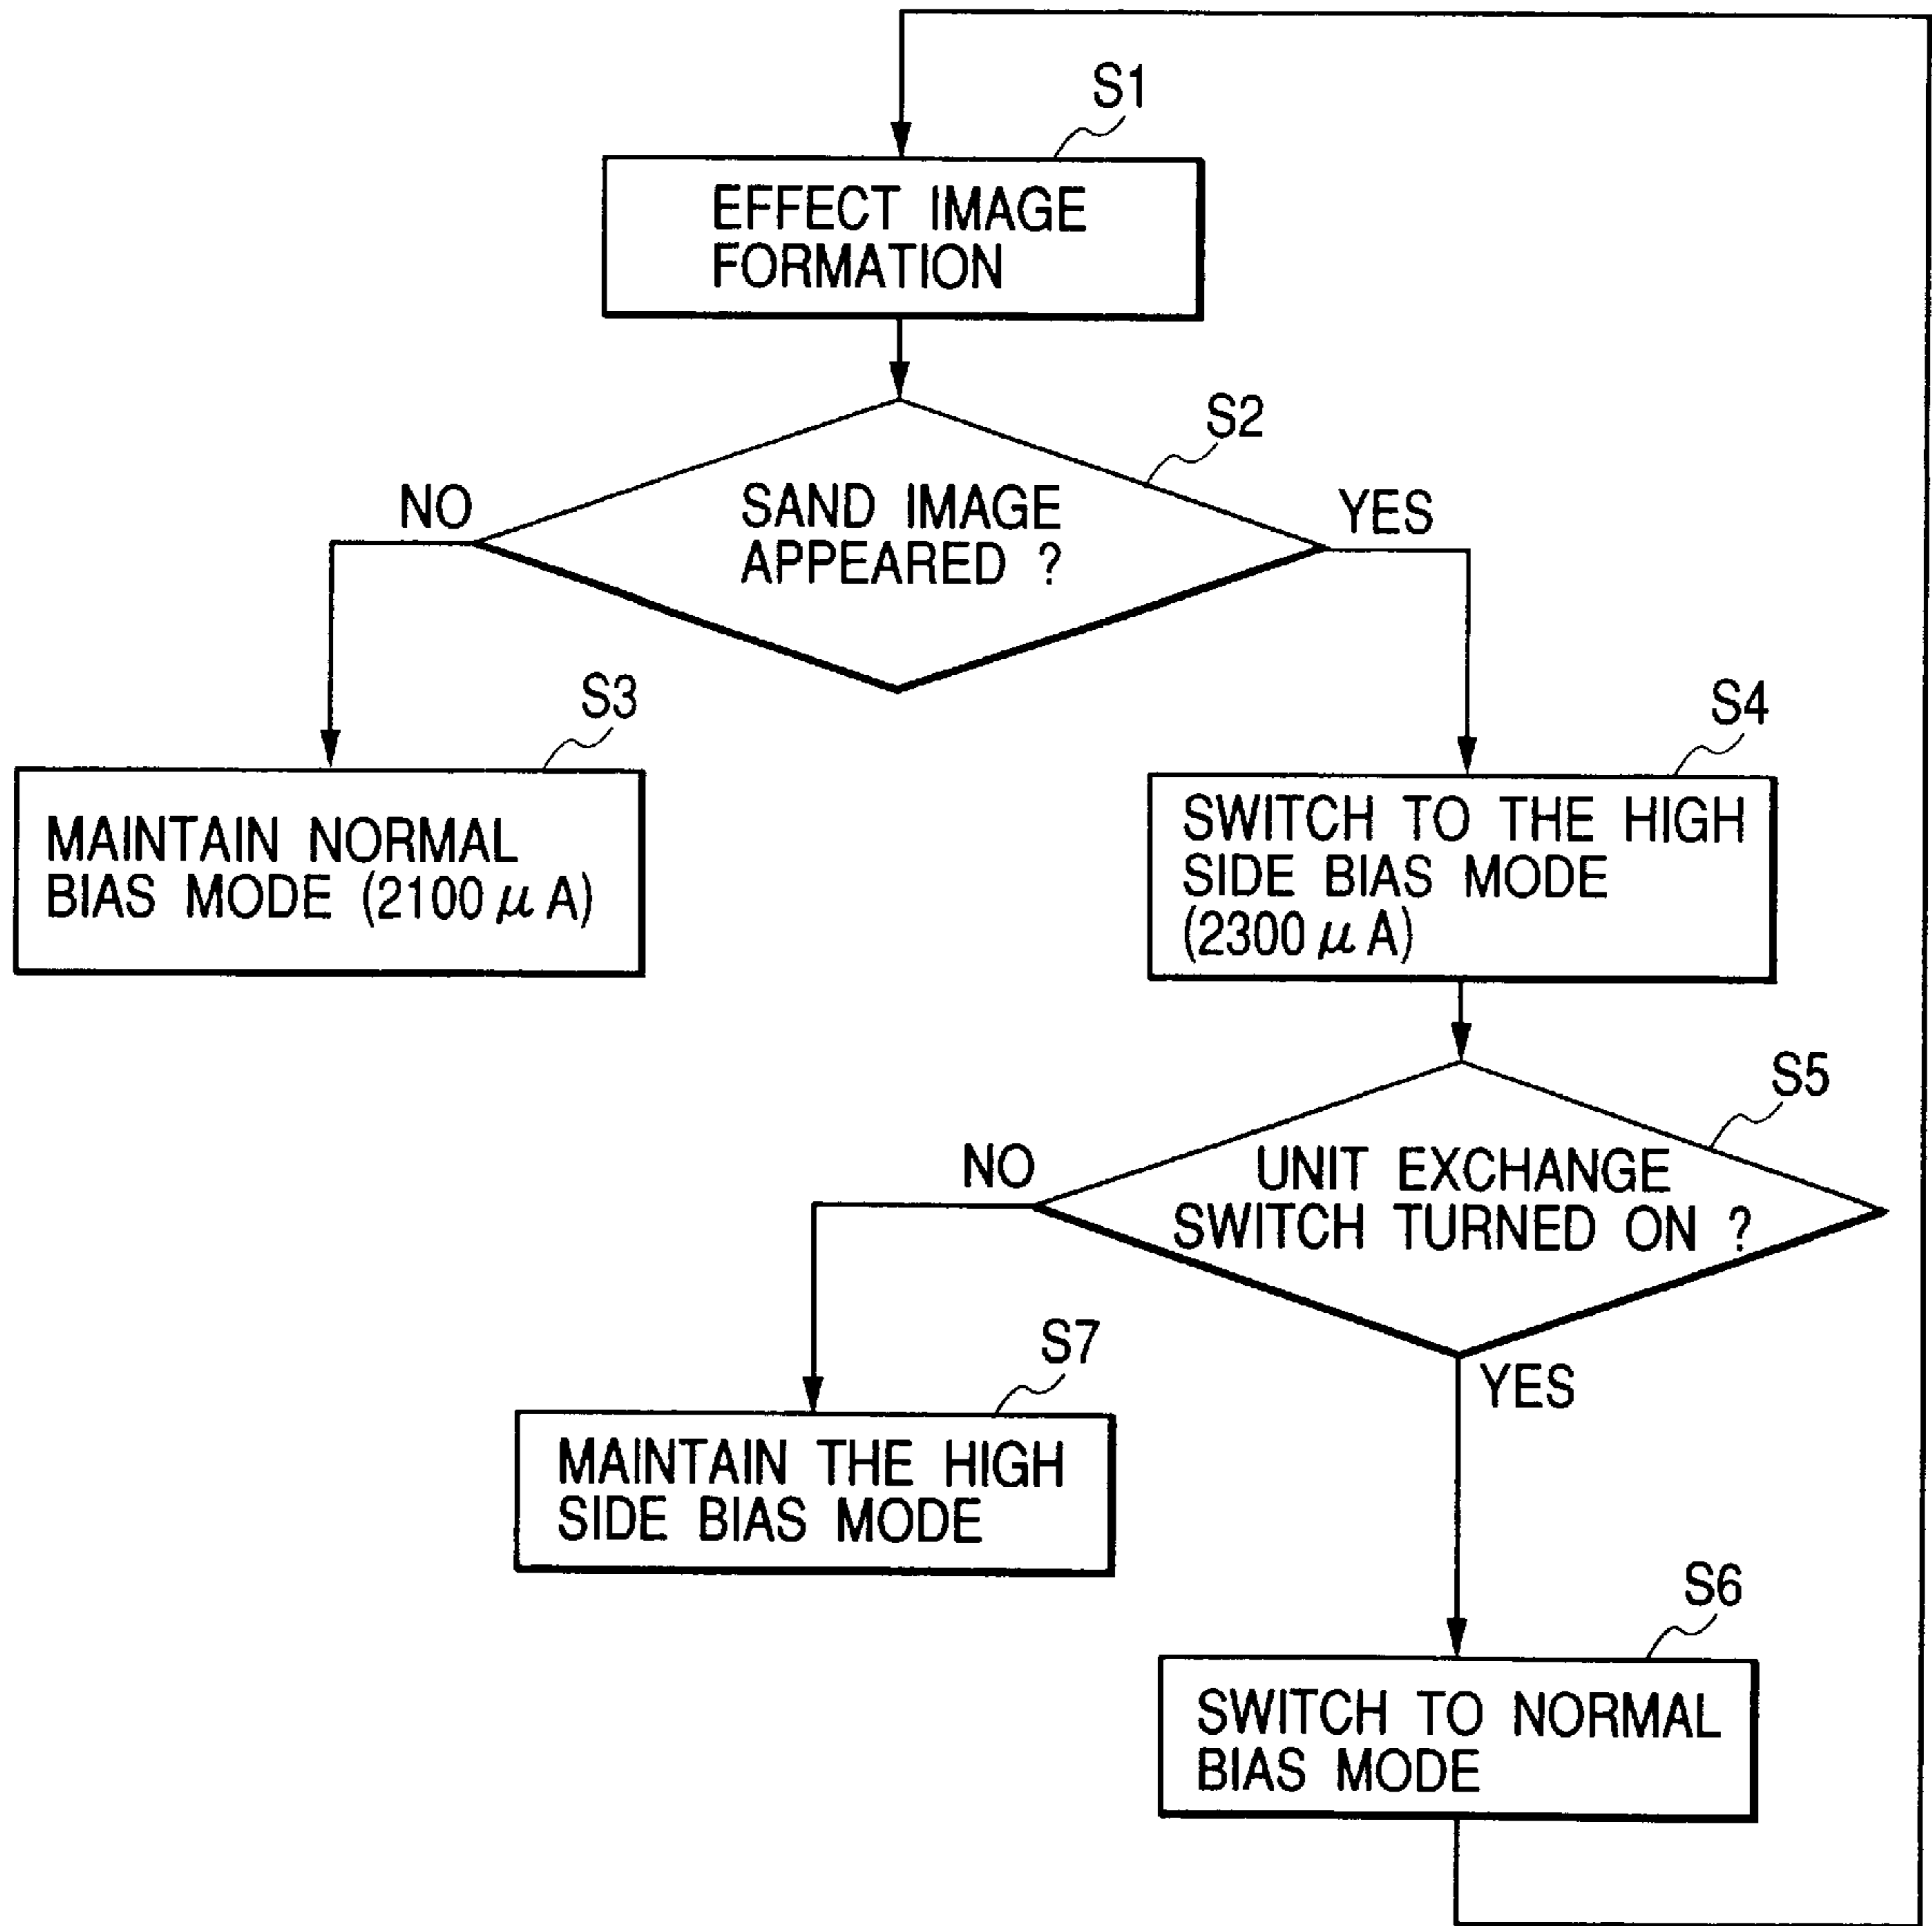 S1
EFFECT IMAGE
FORMATION
S2
NO
SAND IMAGE
APPEARED ?
YES
S3
MAINTAIN NORMAL
BIAS MODE (2100 μ A)
S4
SWITCH TO THE HIGH
SIDE BIAS MODE
(2300 μ A)
S5
NO
UNIT EXCHANGE
SWITCH TURNED ON ?
YES
S7
MAINTAIN THE HIGH
SIDE BIAS MODE
S6
SWITCH TO NORMAL
BIAS MODE